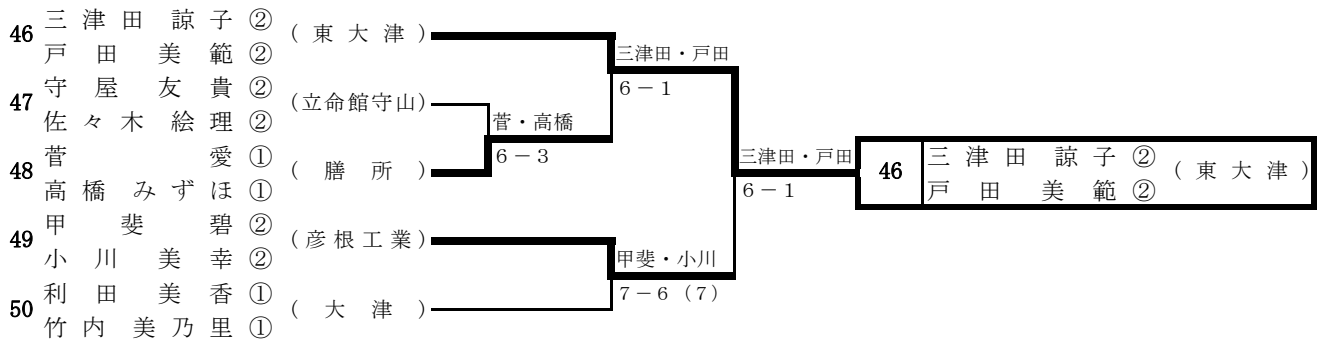 46 三津田 諒子 ② (東大津)
戸田 美範 ②
47 守屋 友貴 ② (立命館守山)
佐々木 絵理 ②
48 菅 愛 ① (膳所)
高橋 みずほ ①
49 甲斐 碧 ② (彦根工業)
小川 美幸 ②
50 利田 美香 ① (大津)
竹内 美乃里 ①
菅・高橋
6-3
三津田・戸田
6-1
甲斐・小川
7-6 (7)
三津田・戸田
6-1
46 三津田 諒子 ② (東大津)
戸田 美範 ②